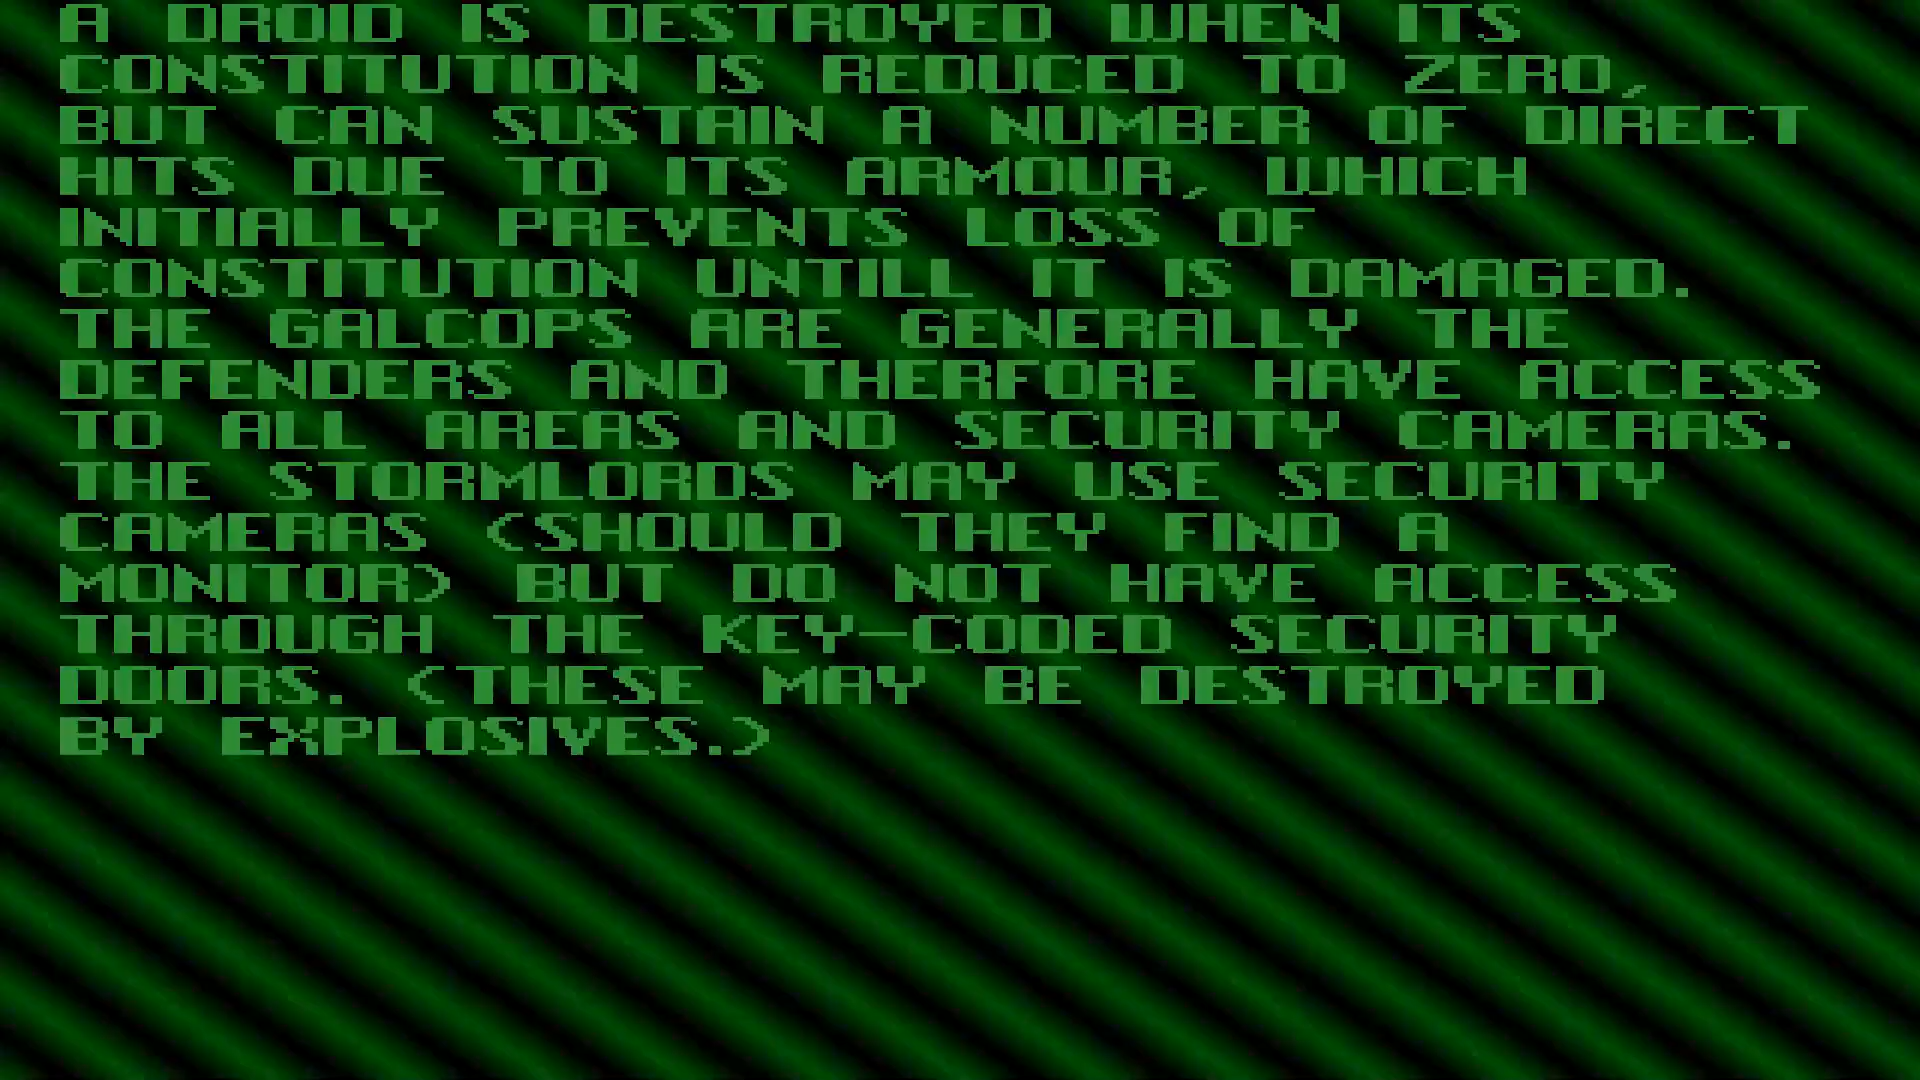 A DROID IS DESTROYED WHEN ITS
CONSTITUTION IS REDUCED TO ZERO,
BUT CAN SUSTAIN A NUMBER OF DIRECT
HITS DUE TO ITS ARMOUR, WHICH
INITIALLY PREVENTS LOSS OF
CONSTITUTION UNTILL IT IS DAMAGED.
THE GALCOPS ARE GENERALLY THE
DEFENDERS AND THERFORE HAVE ACCESS
TO ALL AREAS AND SECURITY CAMERAS.
THE STORMLORDS MAY USE SECURITY
CAMERAS (SHOULD THEY FIND A
MONITOR) BUT DO NOT HAVE ACCESS
THROUGH THE KEY-CODED SECURITY
DOORS. (THESE MAY BE DESTROYED
BY EXPLOSIVES.)